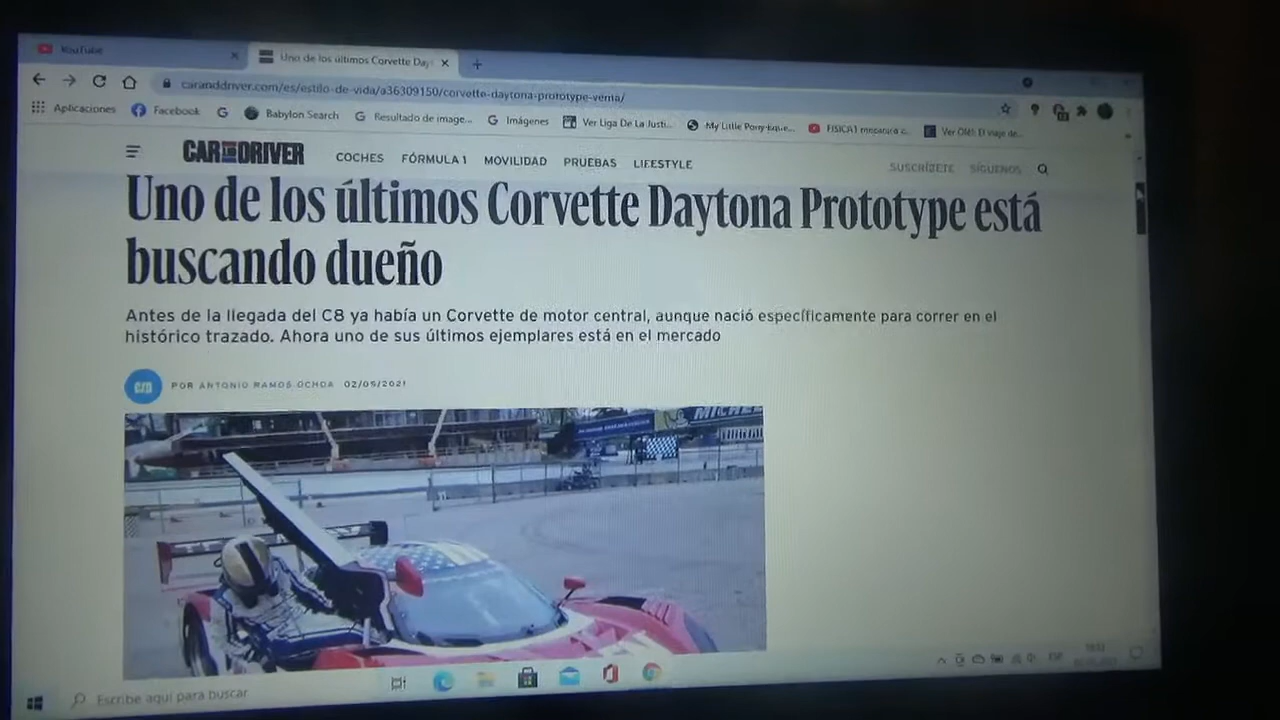 YouTube
Uno de los últimos Corvette Day
caranddriver.com/es/estilo-de-vida/a36309150/corvette-daytona-prototype-venta/
Aplicaciones Facebook Babylon Search Resultado de image... Imágenes Ver Liga De La Justi... My Little Pony-Eque... FISICA1 mecanica c... Ver El viaje de...
CAR AND DRIVER COCHES FÓRMULA 1 MOVILIDAD PRUEBAS LIFESTYLE SUSCRÍBETE SÍGUENOS
Uno de los últimos Corvette Daytona Prototype está
buscando dueño
Antes de la llegada del C8 ya había un Corvette de motor central, aunque nació específicamente para correr en el
histórico trazado. Ahora uno de sus últimos ejemplares está en el mercado
POR ANTONIO RAMOS OCHOA 02/05/2021
ESP
Escribe aquí para buscar